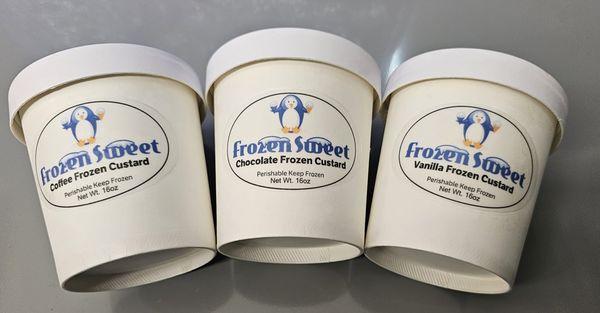 Frozen Sweet
Coffee Frozen Custard
Perishable Keep Frozen
Net Wt. 16oz
Frozen Sweet
Chocolate Frozen Custard
Perishable Keep Frozen
Net Wt. 16oz
Frozen Sweet
Vanilla Frozen Custard
Perishable Keep Frozen
Net Wt. 16oz